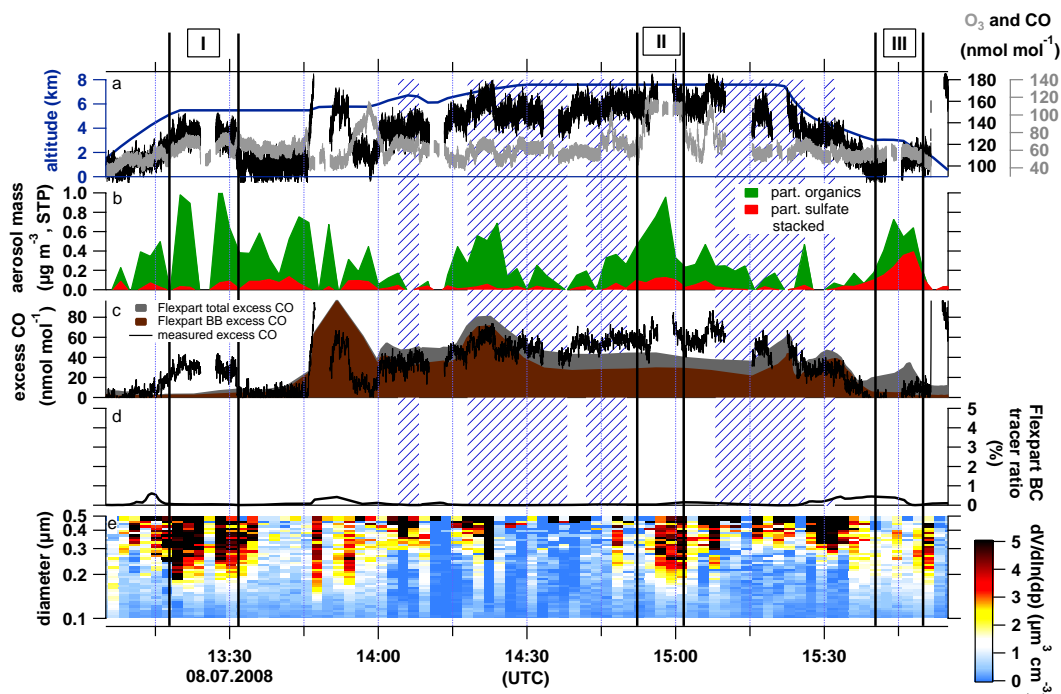 I
II
III
O3 and CO
(nmol mol-1)
a
altitude (km)
8
6
4
2
0
180
160
140
120
100
140
120
100
80
60
40
b
aerosol mass
(µg m-3, STP)
1.0
0.8
0.6
0.4
0.2
0.0
part. organics
part. sulfate
stacked
c
excess CO
(nmol mol-1)
80
60
40
20
0
Flexpart total excess CO
Flexpart BB excess CO
measured excess CO
d
5
4
3
2
1
0
Flexpart BC
tracer ratio
(%)
e
diameter (µm)
0.5
0.4
0.3
0.2
0.1
5
4
3
2
1
0
dV/dln(dp) (µm3 cm-3)
13:30
14:00
14:30
15:00
15:30
08.07.2008
(UTC)